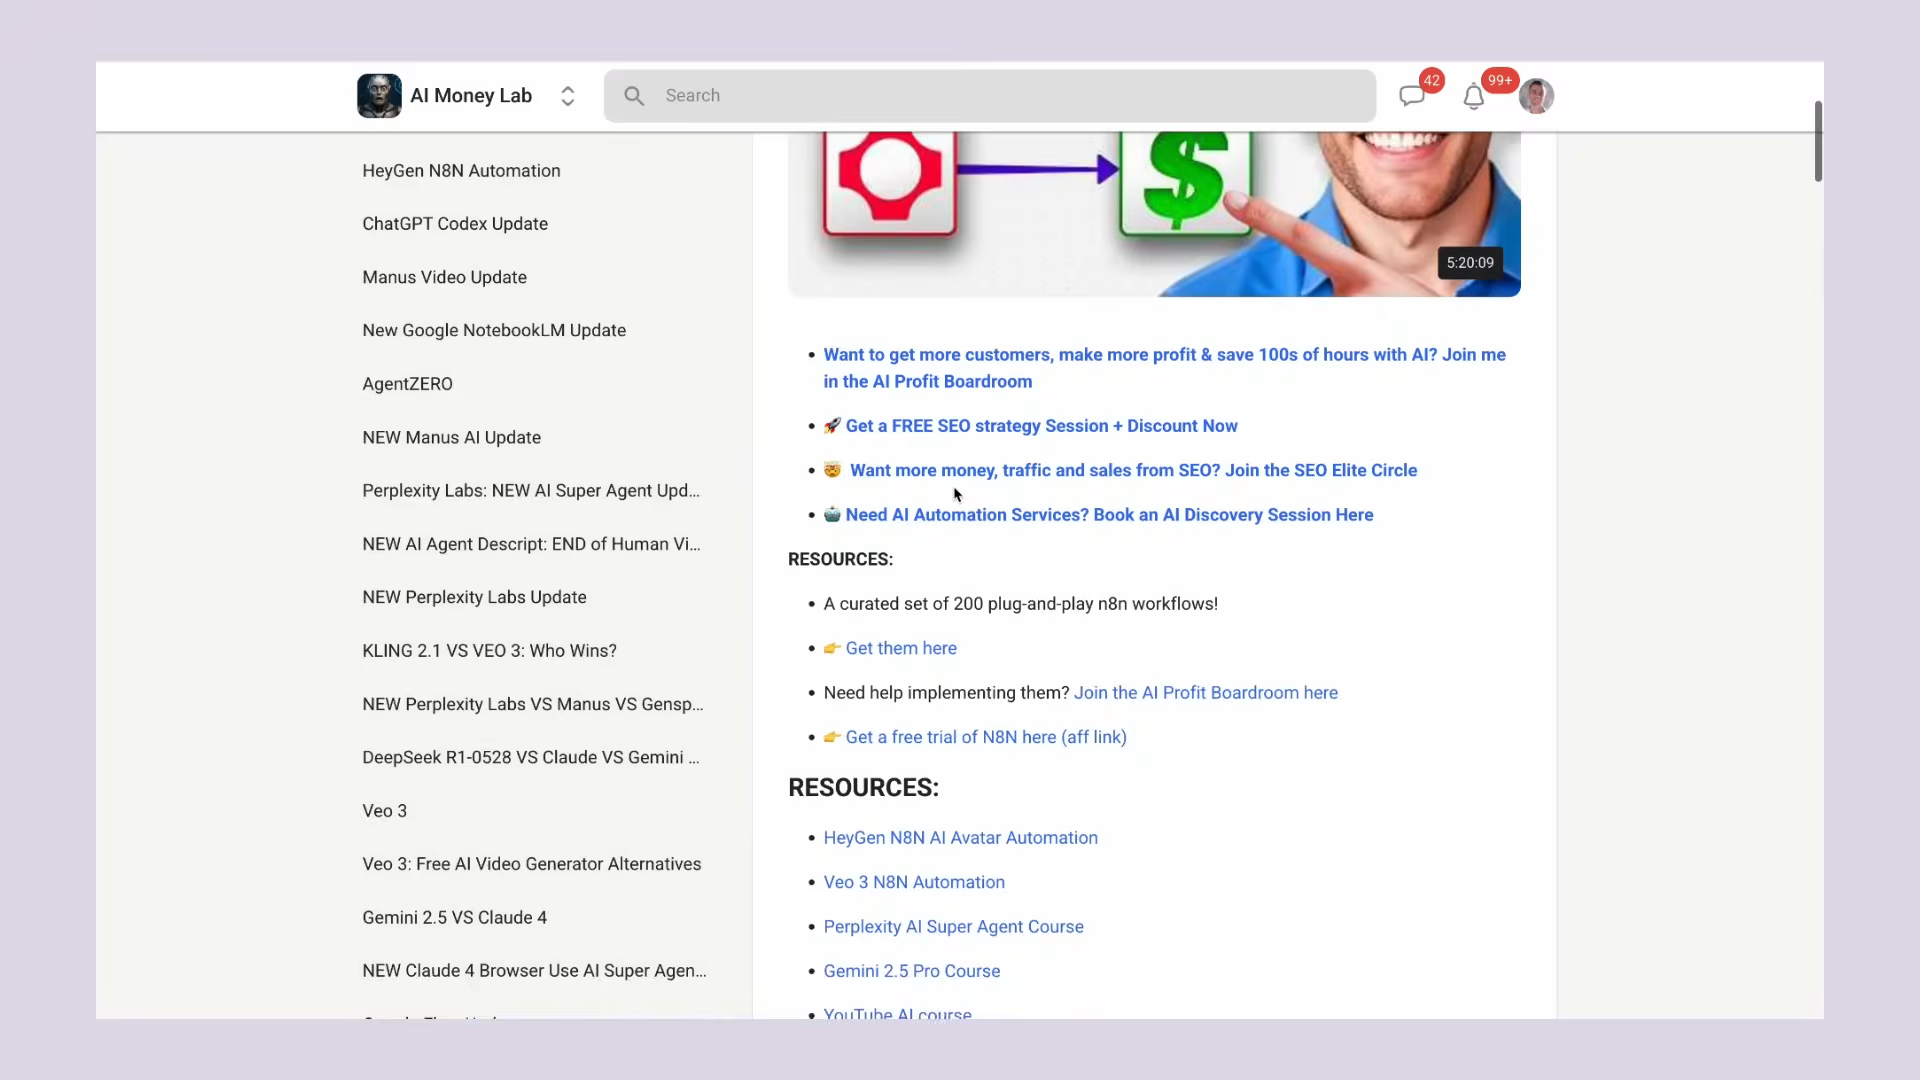 AI Money Lab
Search
42
99+
HeyGen N8N Automation
ChatGPT Codex Update
Manus Video Update
New Google NotebookLM Update
AgentZERO
NEW Manus AI Update
Perplexity Labs: NEW AI Super Agent Upd...
NEW AI Agent Descript: END of Human Vi...
NEW Perplexity Labs Update
KLING 2.1 VS VEO 3: Who Wins?
NEW Perplexity Labs VS Manus VS Gensp...
DeepSeek R1-0528 VS Claude VS Gemini ...
Veo 3
Veo 3: Free AI Video Generator Alternatives
Gemini 2.5 VS Claude 4
NEW Claude 4 Browser Use AI Super Agen...
$
5:20:09
• Want to get more customers, make more profit & save 100s of hours with AI? Join me
in the AI Profit Boardroom
• 🚀 Get a FREE SEO strategy Session + Discount Now
• 🤯 Want more money, traffic and sales from SEO? Join the SEO Elite Circle
• 🤖 Need AI Automation Services? Book an AI Discovery Session Here
RESOURCES:
• A curated set of 200 plug-and-play n8n workflows!
• 👉 Get them here
• Need help implementing them? Join the AI Profit Boardroom here
• 👉 Get a free trial of N8N here (aff link)
RESOURCES:
• HeyGen N8N AI Avatar Automation
• Veo 3 N8N Automation
• Perplexity AI Super Agent Course
• Gemini 2.5 Pro Course
• YouTube AI course